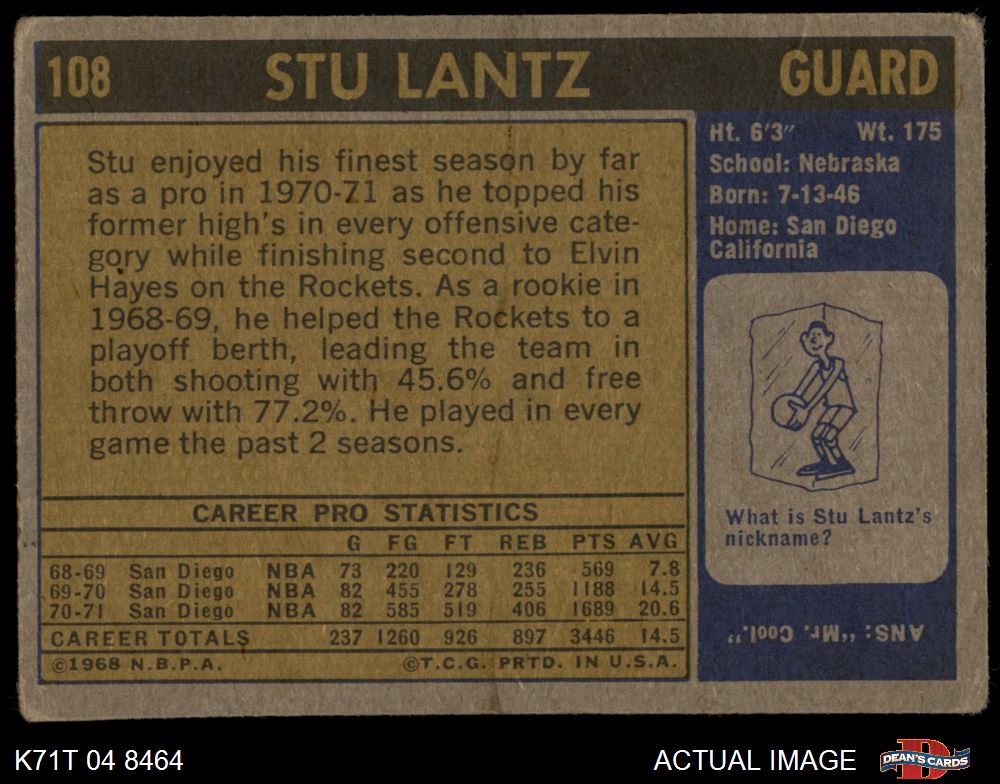 108 STU LANTZ GUARD
Stu enjoyed his finest season by far
as a pro in 1970-71 as he topped his
former high's in every offensive cate-
gory while finishing second to Elvin
Hayes on the Rockets. As a rookie in
1968-69, he helped the Rockets to a
playoff berth, leading the team in
both shooting with 45.6% and free
throw with 77.2%. He played in every
game the past 2 seasons.
CAREER PRO STATISTICS
G FG FT REB PTS AVG
68-69 San Diego NBA 73 220 129 236 569 7.8
69-70 San Diego NBA 82 455 278 255 1188 14.5
70-71 San Diego NBA 82 585 519 406 1689 20.6
CAREER TOTALS 237 1260 926 897 3446 14.5
©1968 N.B.P.A. ©T.C.G. PRTD. IN U.S.A.
Ht. 6'3" Wt. 175
School: Nebraska
Born: 7-13-46
Home: San Diego
California
What is Stu Lantz's
nickname?
ANS: "Mr. Cool."
K71T 04 8464 ACTUAL IMAGE
D
DEAN'S CARDS